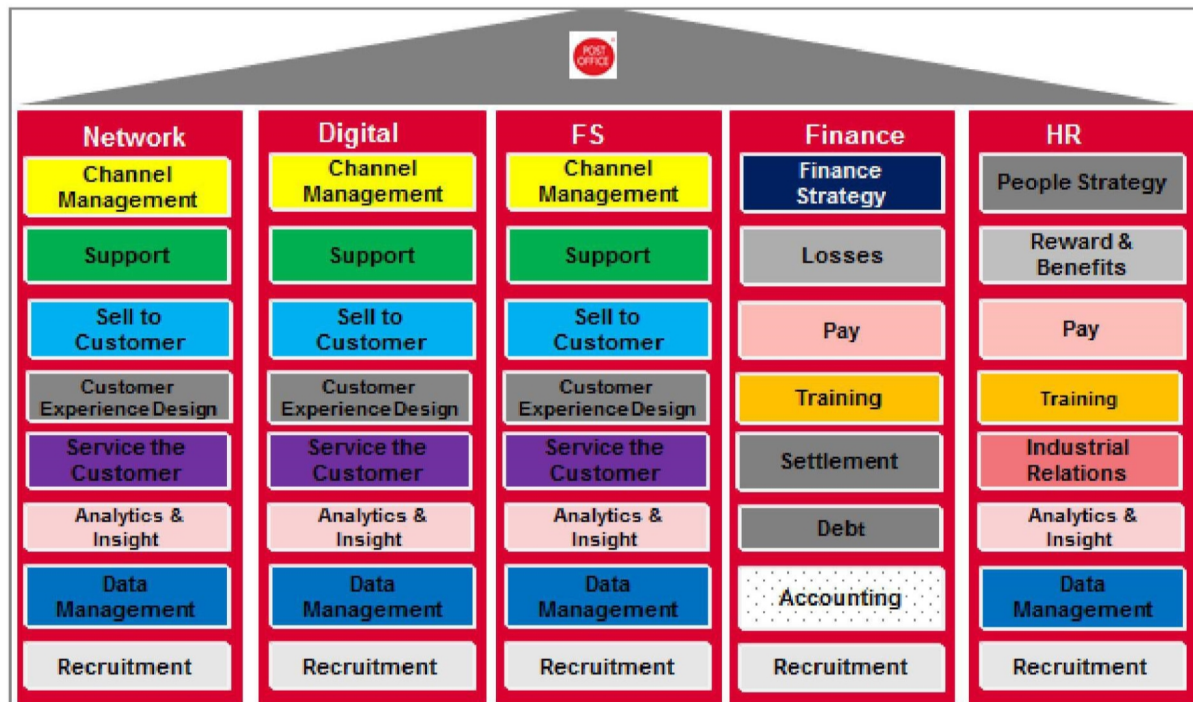 POST
OFFICE
Network
Channel
Management
Support
Sell to
Customer
Customer
Experience Design
Service the
Customer
Analytics &
Insight
Data
Management
Recruitment
Digital
Channel
Management
Support
Sell to
Customer
Customer
Experience Design
Service the
Customer
Analytics &
Insight
Data
Management
Recruitment
FS
Channel
Management
Support
Sell to
Customer
Customer
Experience Design
Service the
Customer
Analytics &
Insight
Data
Management
Recruitment
Finance
Finance
Strategy
Losses
Pay
Training
Settlement
Debt
Accounting
HR
People Strategy
Reward &
Benefits
Pay
Training
Industrial
Relations
Analytics &
Insight
Data
Management
Recruitment